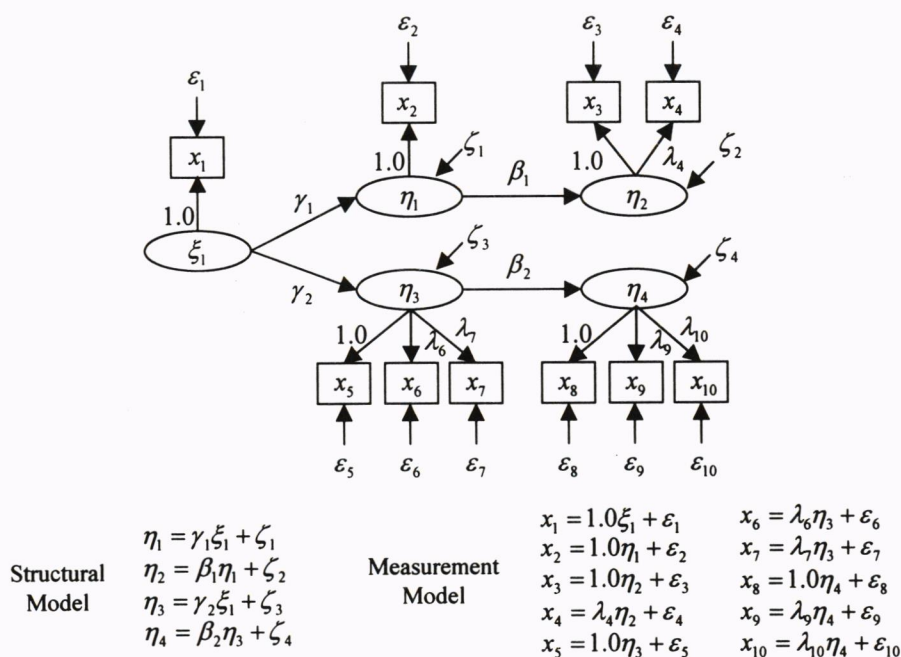 ε₂ ε₃ ε₄
ε₁
x₂ x₃ x₄
x₁
1.0 ζ₁ 1.0 λ₄ ζ₂
γ₁ η₁ β₁ η₂
1.0
ξ₁
γ₂ ζ₃ β₂ ζ₄
η₃ η₄
1.0 λ₆ λ₇ 1.0 λ₉ λ₁₀
x₅ x₆ x₇ x₈ x₉ x₁₀
ε₅ ε₆ ε₇ ε₈ ε₉ ε₁₀
Structural
Model
η₁ = γ₁ξ₁ + ζ₁
η₂ = β₁η₁ + ζ₂
η₃ = γ₂ξ₁ + ζ₃
η₄ = β₂η₃ + ζ₄
Measurement
Model
x₁ = 1.0ξ₁ + ε₁
x₂ = 1.0η₁ + ε₂
x₃ = 1.0η₂ + ε₃
x₄ = λ₄η₂ + ε₄
x₅ = 1.0η₃ + ε₅
x₆ = λ₆η₃ + ε₆
x₇ = λ₇η₃ + ε₇
x₈ = 1.0η₄ + ε₈
x₉ = λ₉η₄ + ε₉
x₁₀ = λ₁₀η₄ + ε₁₀